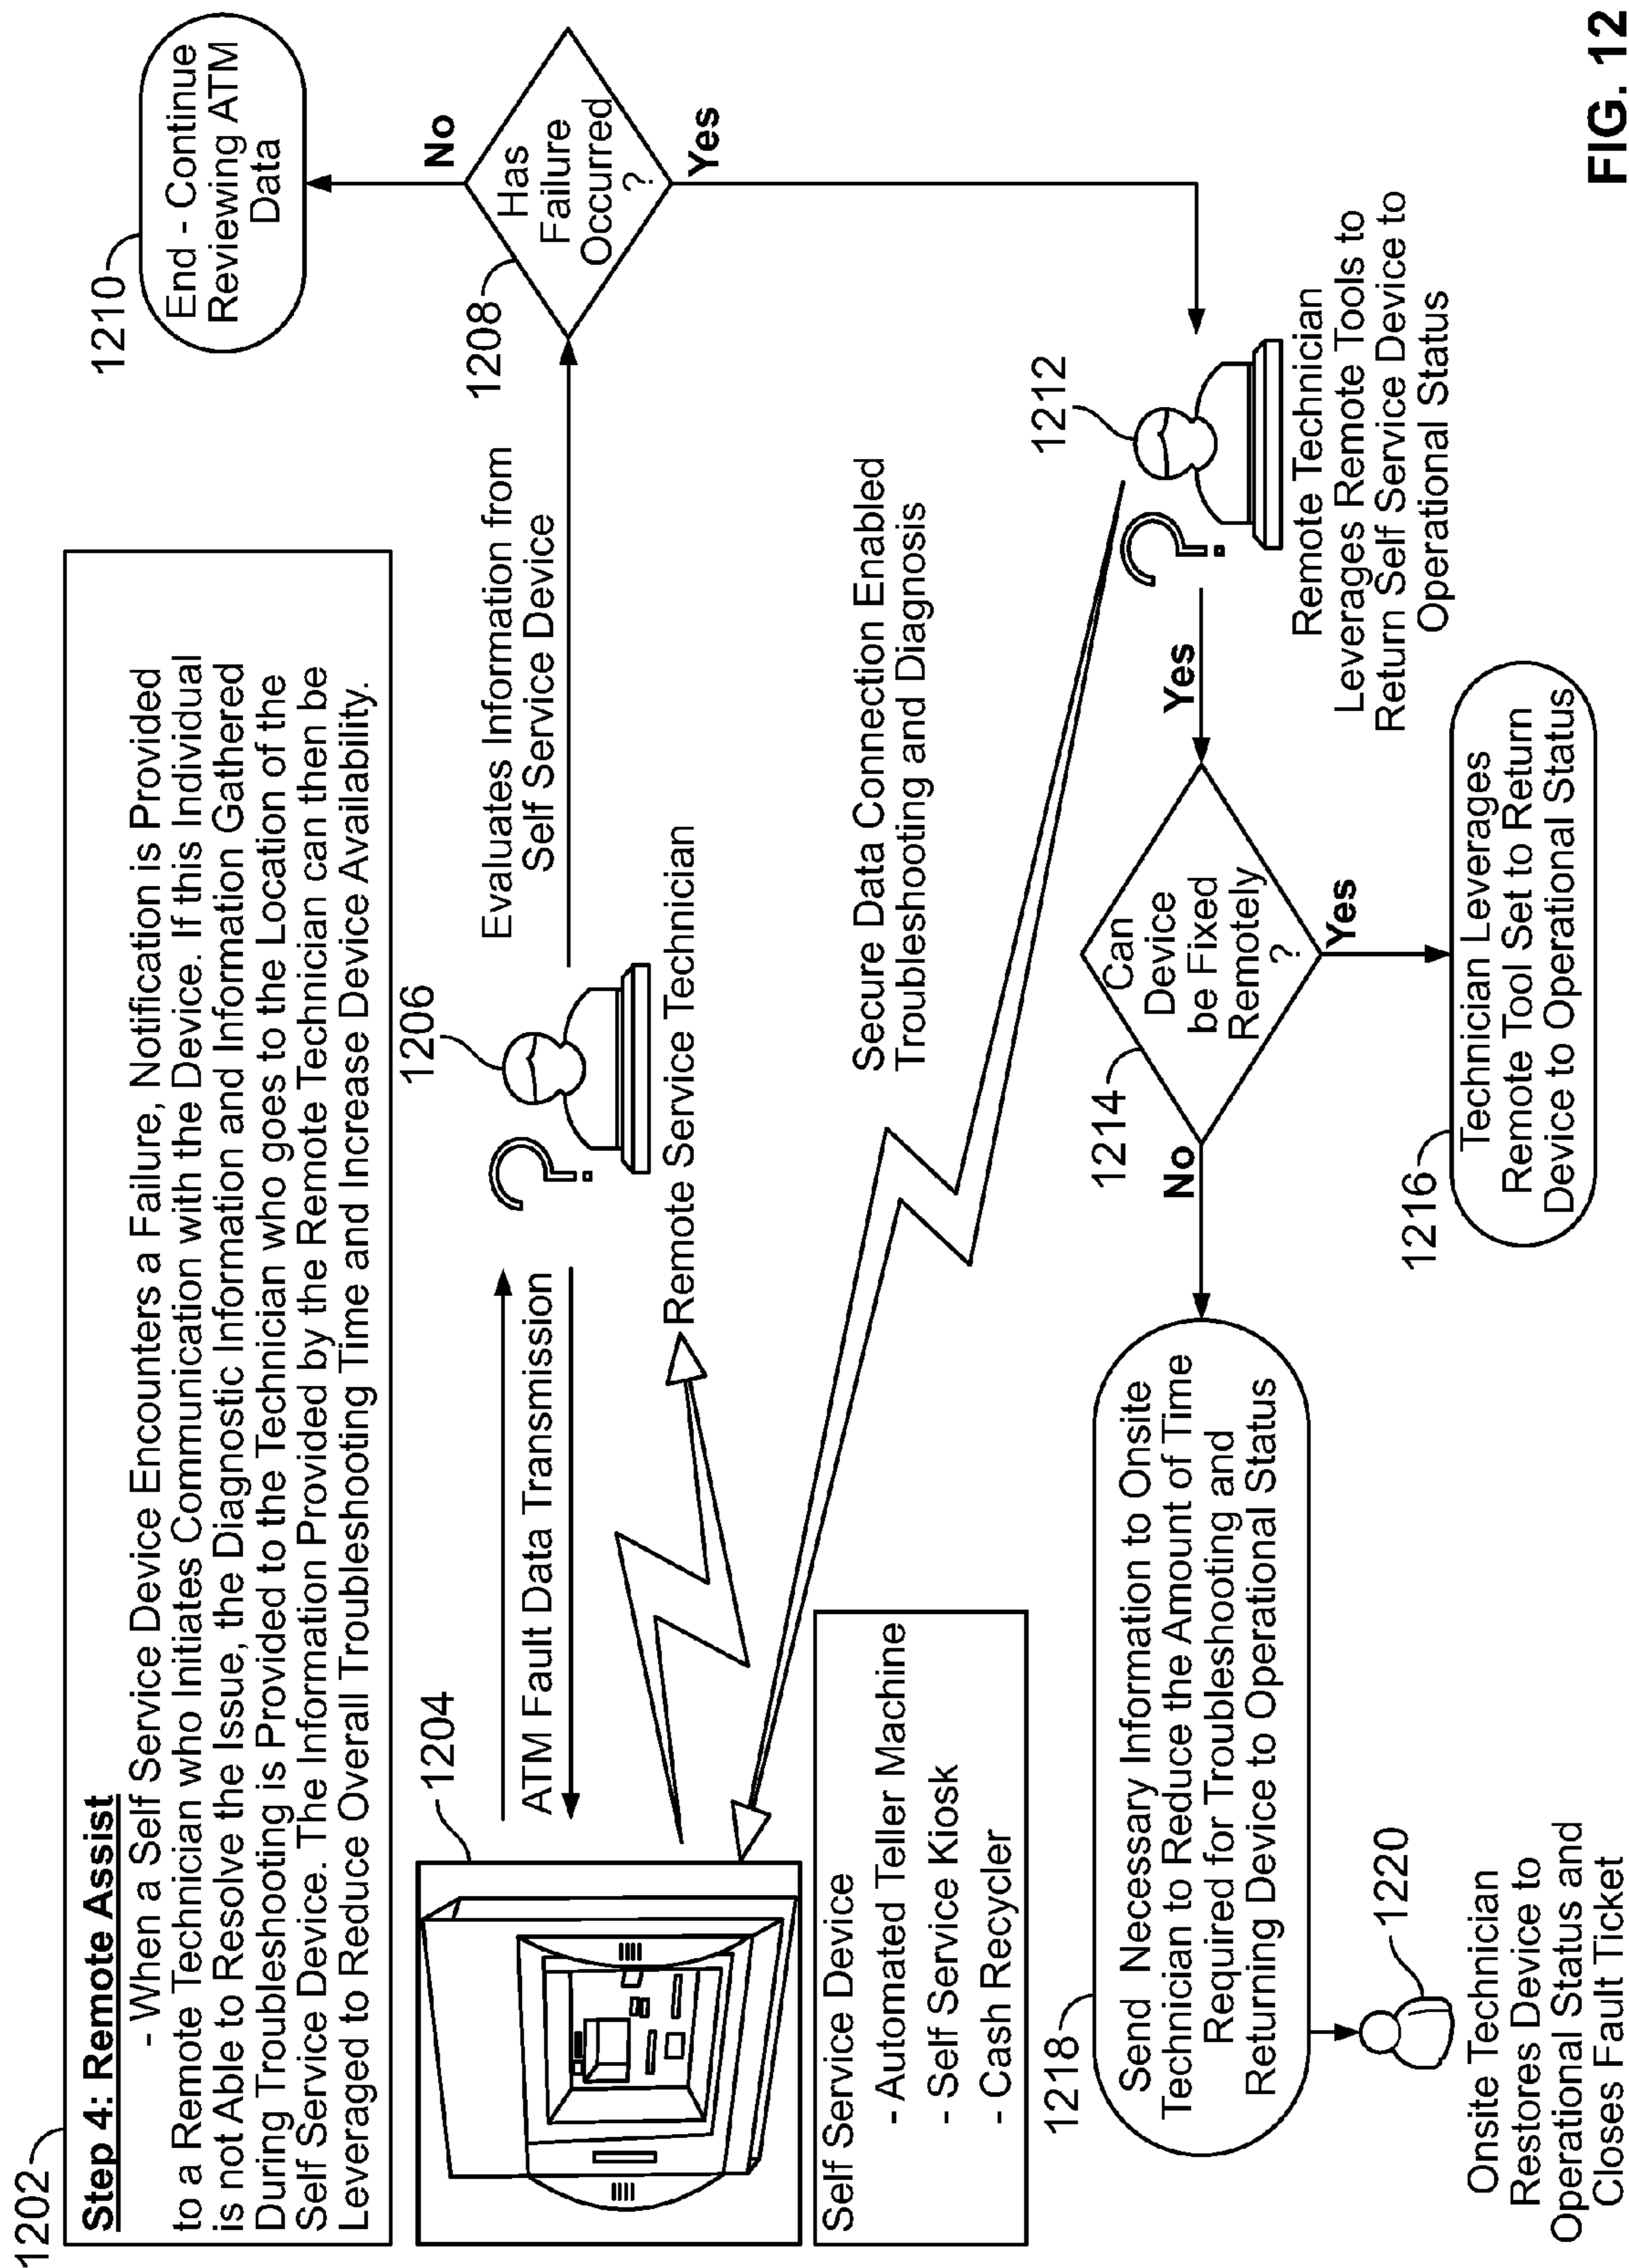 1202
Step 4: Remote Assist
- When a Self Service Device Encounters a Failure, Notification is Provided
to a Remote Technician who Initiates Communication with the Device. If this Individual
is not Able to Resolve the Issue, the Diagnostic Information and Information Gathered
During Troubleshooting is Provided to the Technician who goes to the Location of the
Self Service Device. The Information Provided by the Remote Technician can then be
Leveraged to Reduce Overall Troubleshooting Time and Increase Device Availability.
1204
ATM Fault Data Transmission
1206
Remote Service Technician
Evaluates Information from
Self Service Device
1208
Has
Failure
Occurred
?
No
Yes
1210
End - Continue
Reviewing ATM
Data
Self Service Device
- Automated Teller Machine
- Self Service Kiosk
- Cash Recycler
Secure Data Connection Enabled
Troubleshooting and Diagnosis
1212
Remote Technician
Leverages Remote Tools to
Return Self Service Device to
Operational Status
Yes
1214
Can
Device
be Fixed
Remotely
?
No
Yes
1216
Technician Leverages
Remote Tool Set to Return
Device to Operational Status
1218
Send Necessary Information to Onsite
Technician to Reduce the Amount of Time
Required for Troubleshooting and
Returning Device to Operational Status
1220
Onsite Technician
Restores Device to
Operational Status and
Closes Fault Ticket
FIG. 12